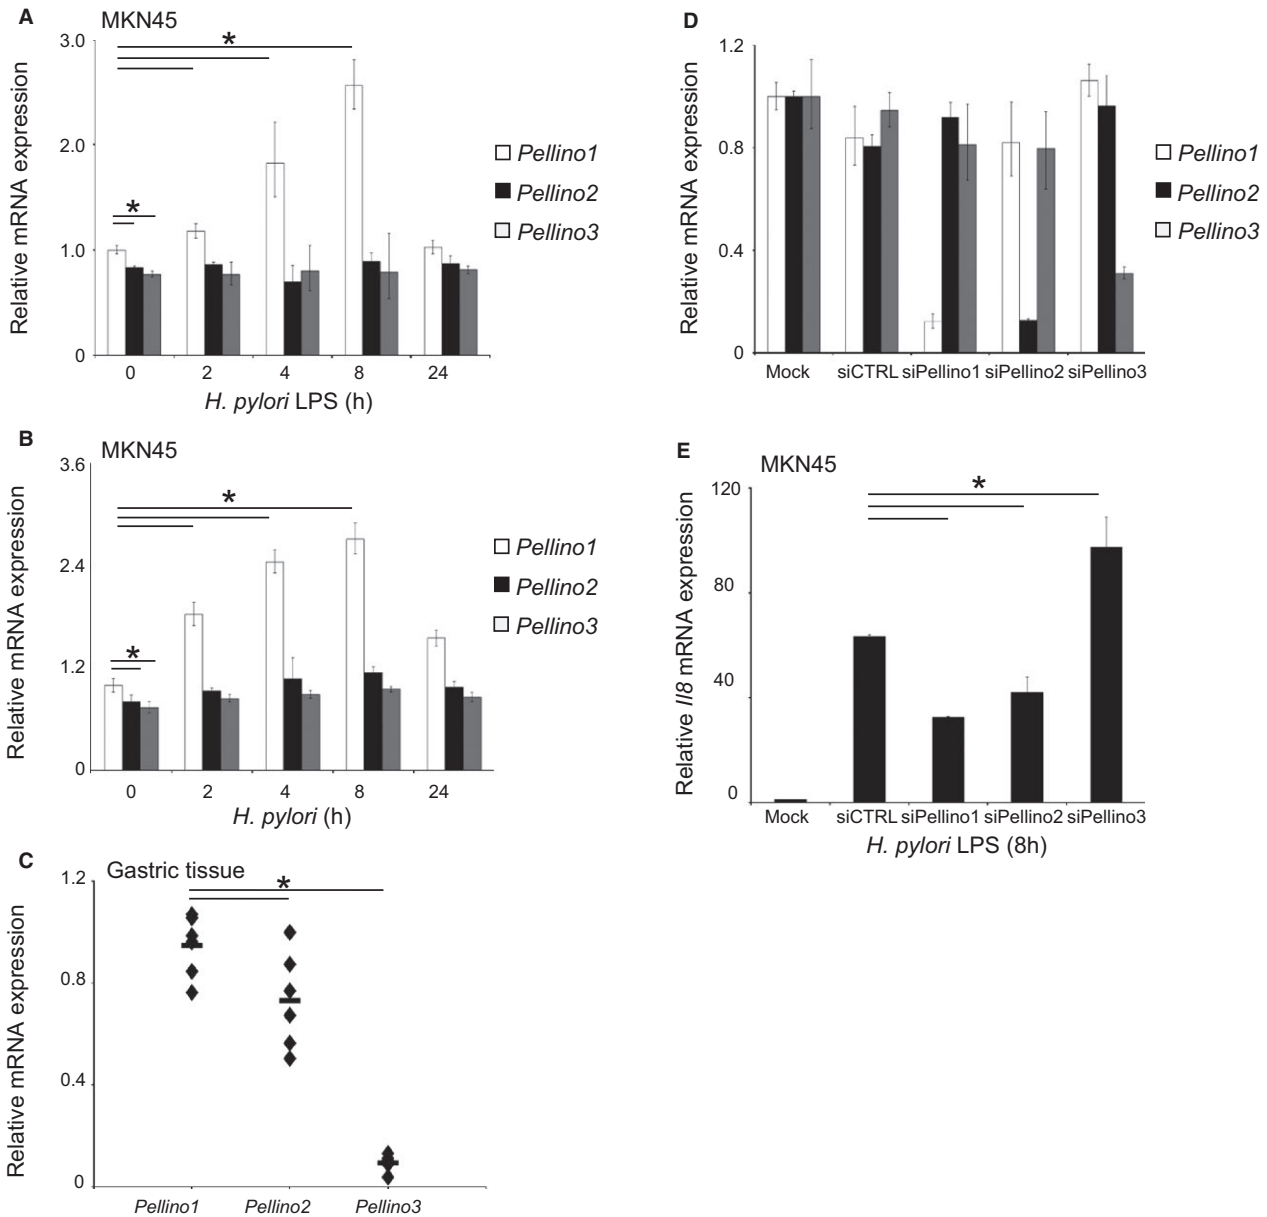 A
MKN45
3.0
2.0
1.0
0
Relative mRNA expression
*
*
Pellino1
Pellino2
Pellino3
0 2 4 8 24
H. pylori LPS (h)
B
MKN45
3.6
2.4
1.2
0
Relative mRNA expression
*
*
Pellino1
Pellino2
Pellino3
0 2 4 8 24
H. pylori (h)
C
Gastric tissue
1.2
0.8
0.4
0
Relative mRNA expression
*
Pellino1 Pellino2 Pellino3
D
1.2
0.8
0.4
0
Relative mRNA expression
Pellino1
Pellino2
Pellino3
Mock siCTRL siPellino1 siPellino2 siPellino3
E
MKN45
120
80
40
0
Relative Il8 mRNA expression
*
Mock siCTRL siPellino1 siPellino2 siPellino3
H. pylori LPS (8h)